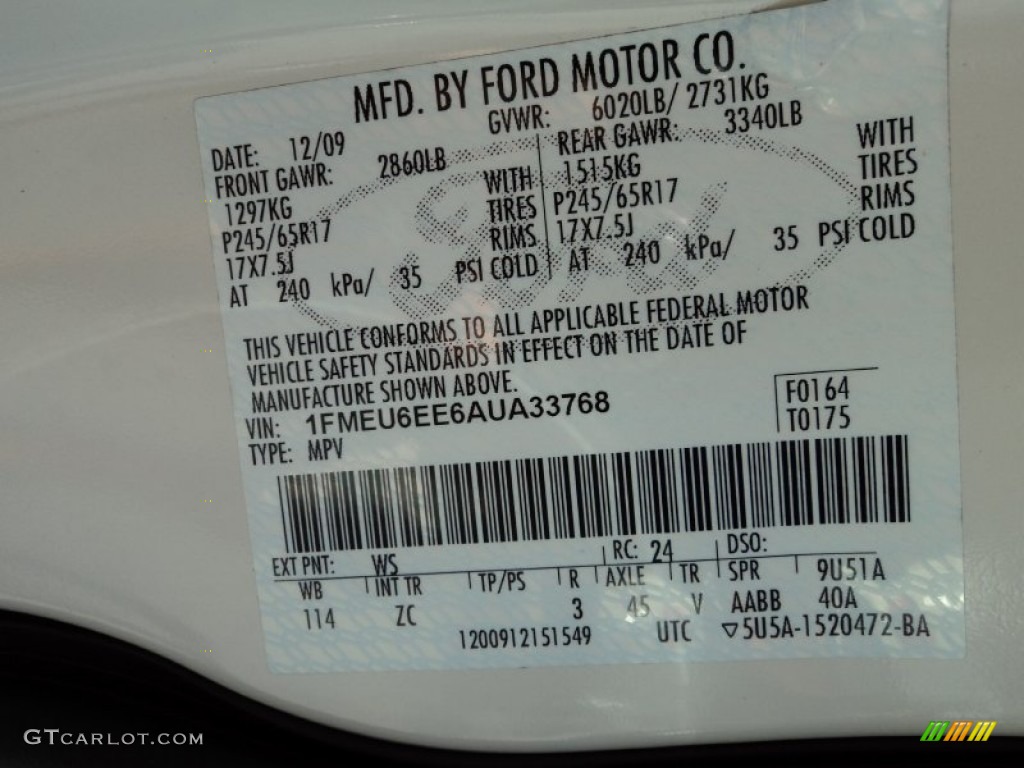 MFD. BY FORD MOTOR CO.
DATE: 12/09 GVWR: 6020LB/ 2731KG
FRONT GAWR: 2860LB REAR GAWR: 3340LB
1297KG WITH 1515KG WITH
P245/65R17 TIRES P245/65R17 TIRES
17X7.5J RIMS 17X7.5J RIMS
AT 240 kPa/ 35 PSI COLD AT 240 kPa/ 35 PSI COLD
THIS VEHICLE CONFORMS TO ALL APPLICABLE FEDERAL MOTOR
VEHICLE SAFETY STANDARDS IN EFFECT ON THE DATE OF
MANUFACTURE SHOWN ABOVE.
VIN: 1FMEU6EE6AUA33768 F0164
TYPE: MPV T0175
EXT PNT: WS RC: 24 DSO:
WB INT TR TP/PS R AXLE TR SPR 9U51A
114 ZC 3 45 V AABB 40A
1200912151549 UTC ▽5U5A-1520472-BA
GTCARLOT.COM